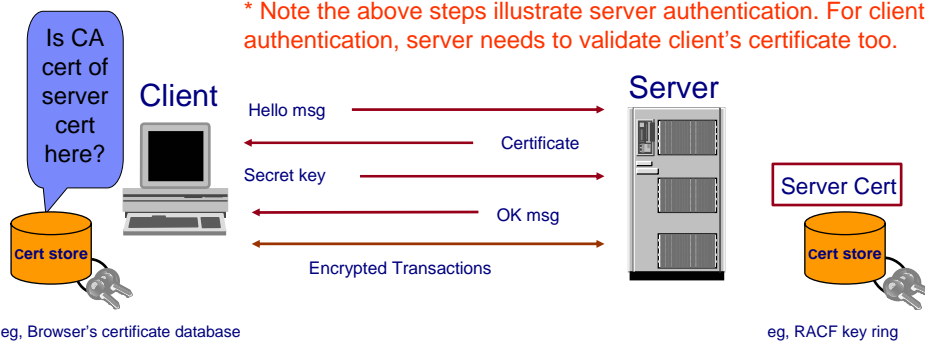 * Note the above steps illustrate server authentication. For client
authentication, server needs to validate client's certificate too.
Is CA
cert of
server
cert
here?
Client
Server
Hello msg
Certificate
Secret key
OK msg
Encrypted Transactions
Server Cert
Cert store
Cert store
eg, Browser's certificate database
eg, RACF key ring